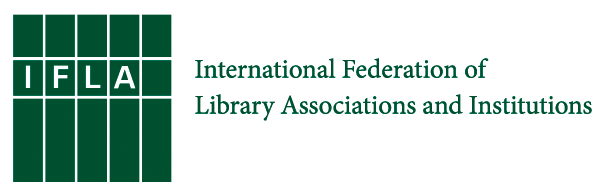 IFLA
International Federation of
Library Associations and Institutions